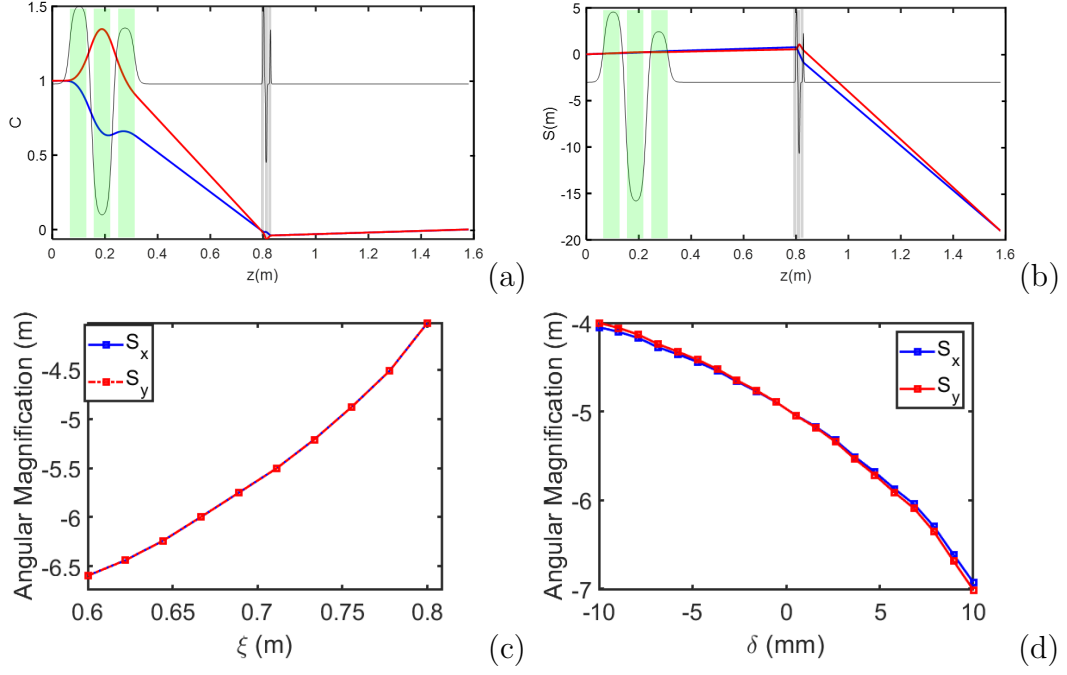 1.5
1
0.5
0
C
0 0.2 0.4 0.6 0.8 1 1.2 1.4 1.6
z(m)
(a)
5
0
-5
-10
-15
-20
S(m)
0 0.2 0.4 0.6 0.8 1 1.2 1.4 1.6
z(m)
(b)
Angular Magnification (m)
-4.5
-5
-5.5
-6
-6.5
S_x
S_y
0.6 0.65 0.7 0.75 0.8
ξ (m)
(c)
Angular Magnification (m)
-4
-5
-6
-7
S_x
S_y
-10 -5 0 5 10
δ (mm)
(d)